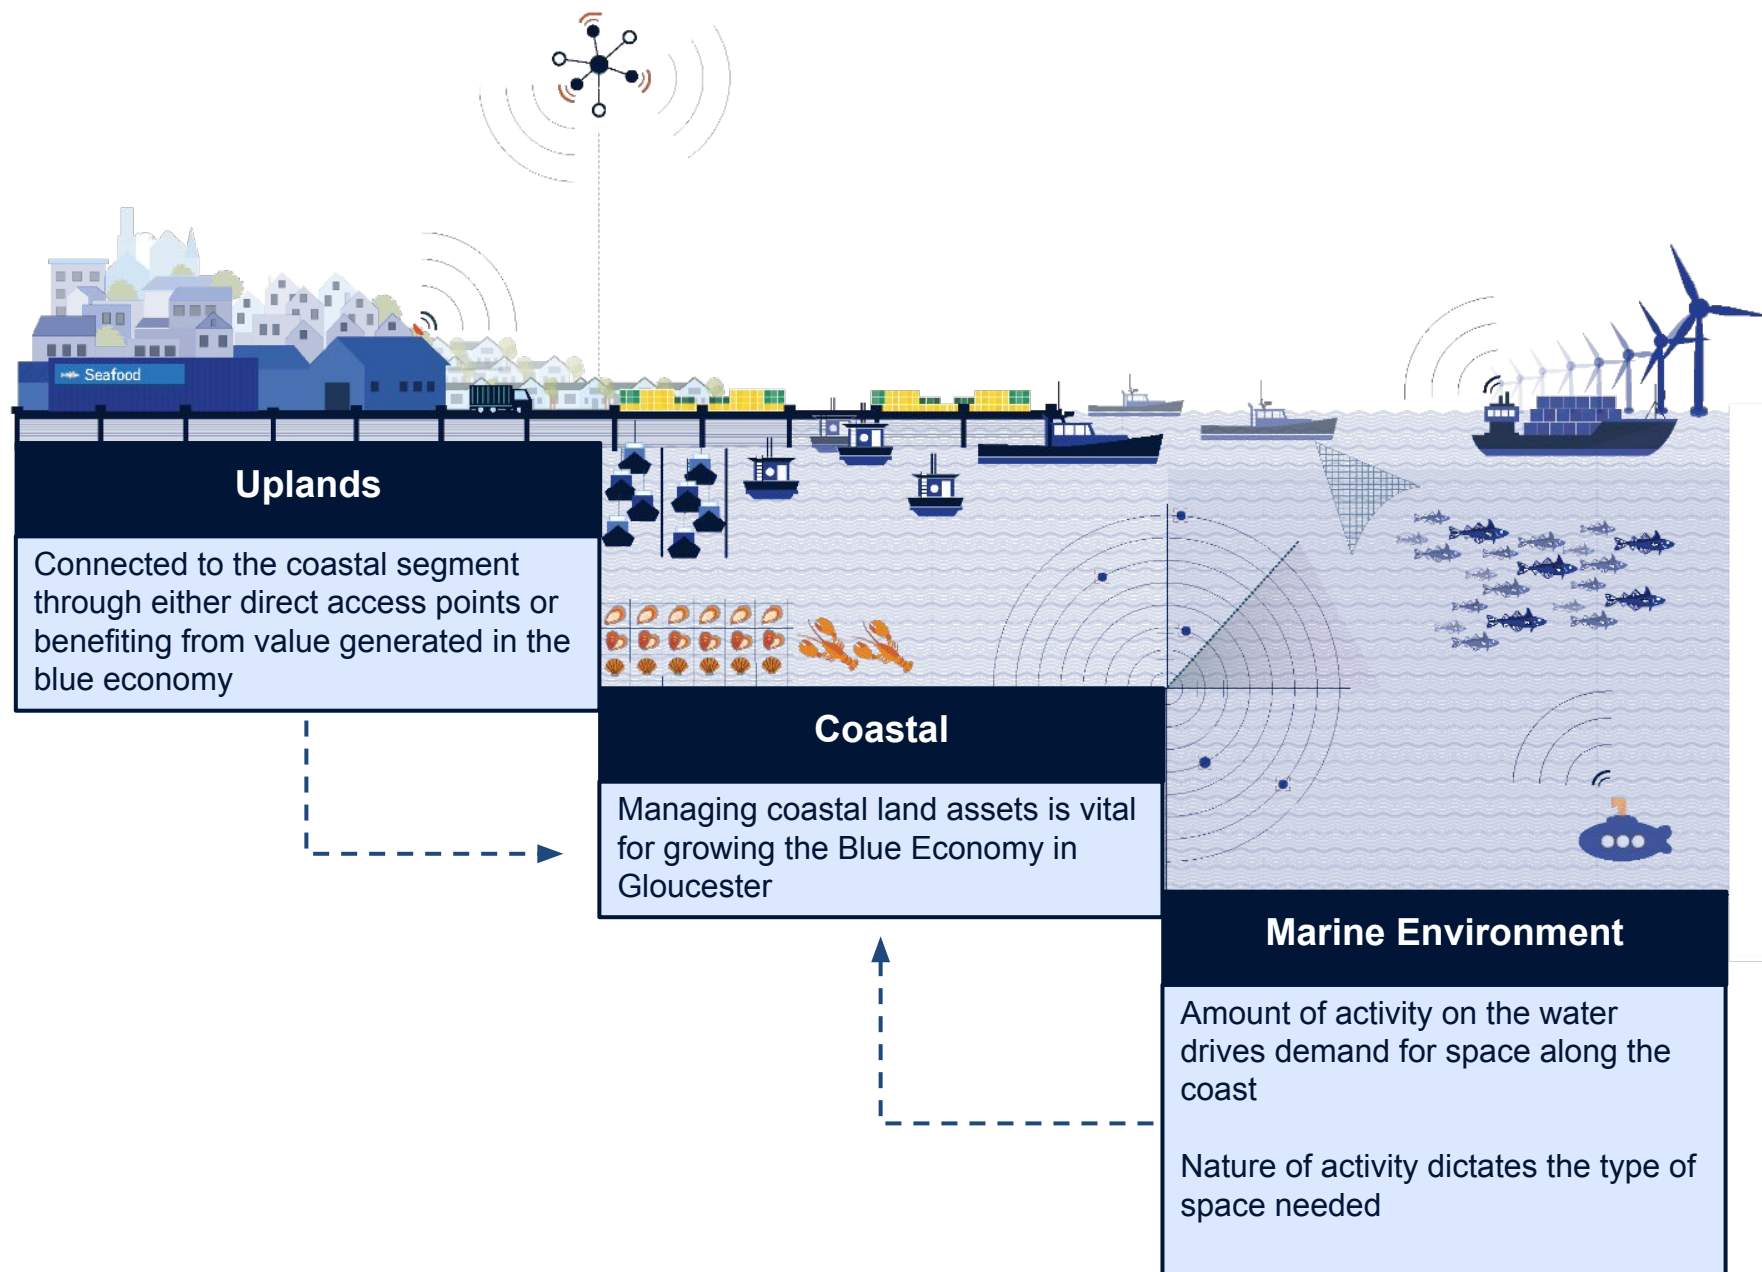 Seafood
Uplands
Connected to the coastal segment
through either direct access points or
benefiting from value generated in the
blue economy
Coastal
Managing coastal land assets is vital
for growing the Blue Economy in
Gloucester
Marine Environment
Amount of activity on the water
drives demand for space along the
coast
Nature of activity dictates the type of
space needed